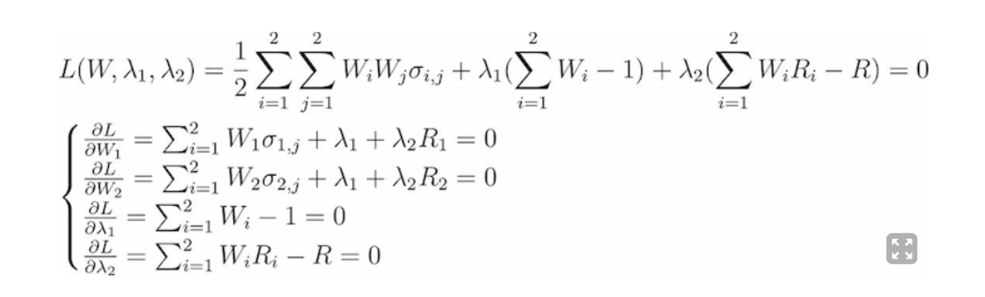 L(W, λ₁, λ₂) = \frac{1}{2} \sum_{i=1}^{2} \sum_{j=1}^{2} W_i W_j σ_{i,j} + λ_1(\sum_{i=1}^{2} W_i − 1) + λ_2(\sum_{i=1}^{2} W_i R_i − R) = 0
\frac{∂L}{∂W_1} = \sum_{i=1}^{2} W_1 σ_{1,j} + λ_1 + λ_2 R_1 = 0
\frac{∂L}{∂W_2} = \sum_{i=1}^{2} W_2 σ_{2,j} + λ_1 + λ_2 R_2 = 0
\frac{∂L}{∂λ_1} = \sum_{i=1}^{2} W_i − 1 = 0
\frac{∂L}{∂λ_2} = \sum_{i=1}^{2} W_i R_i − R = 0